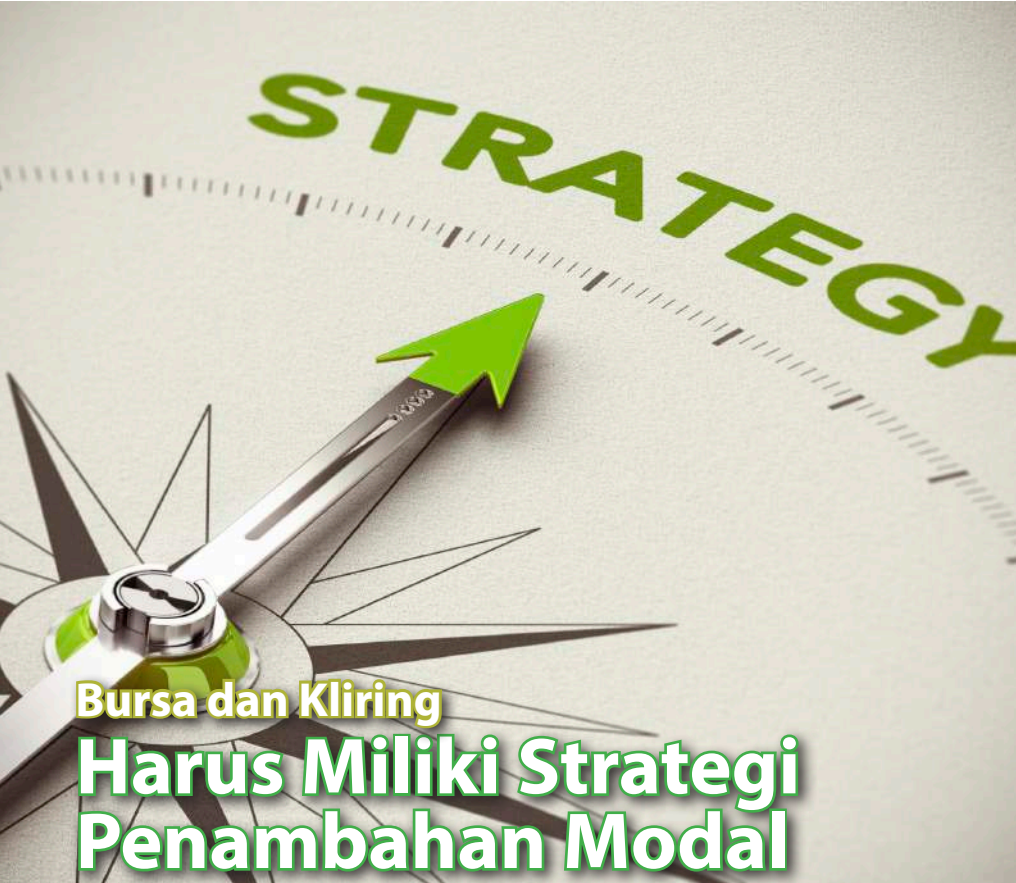 STRATEGY
Bursa dan Kliring
Harus Miliki Strategi
Penambahan Modal